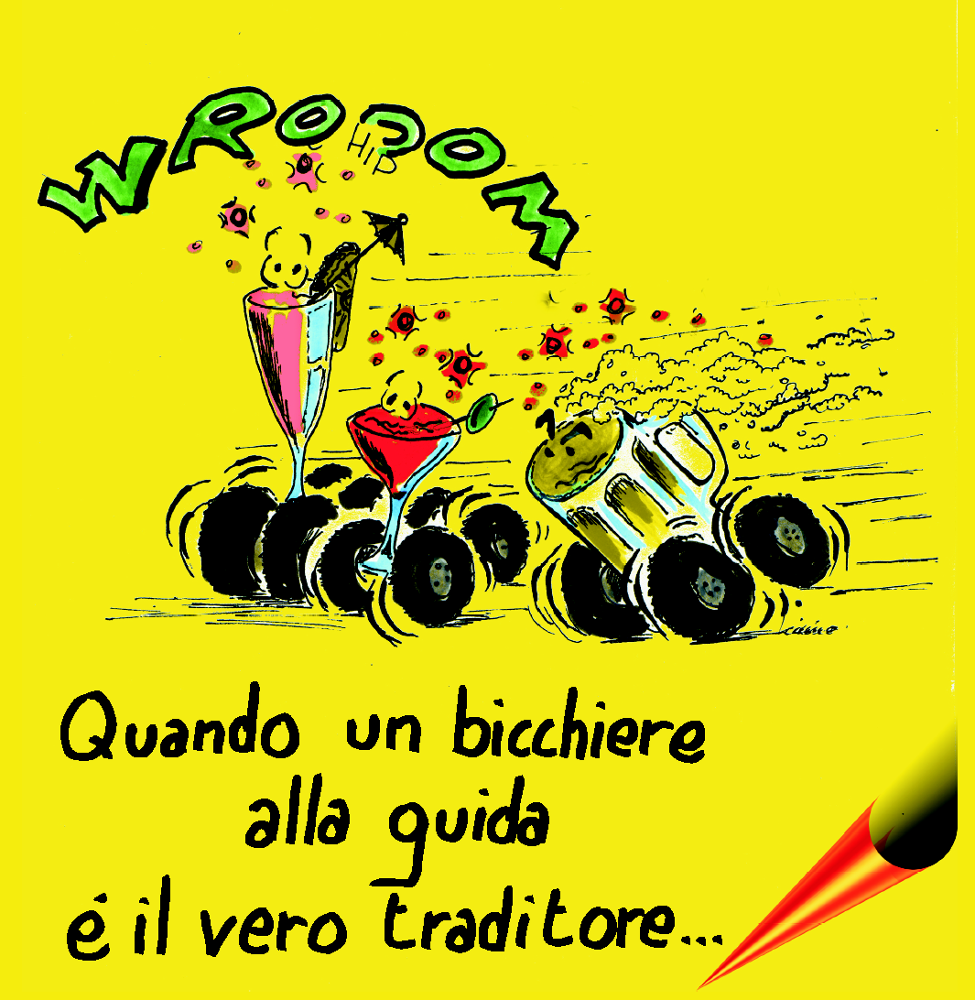 WROOOM
HIP
Quando un bicchiere
alla guida
é il vero traditore...